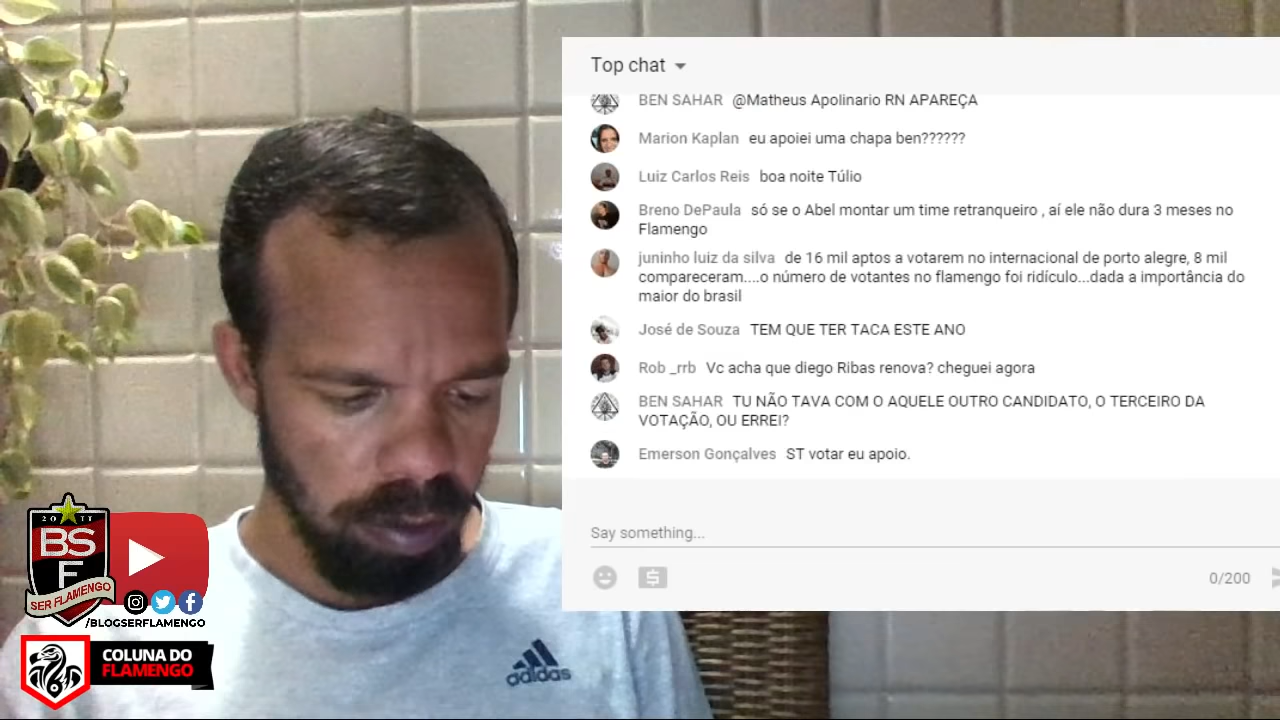 Top chat
BEN SAHAR @Matheus Apolinario RN APAREÇA
Marion Kaplan eu apoiei uma chapa ben??????
Luiz Carlos Reis boa noite Túlio
Breno DePaula só se o Abel montar um time retranqueiro , aí ele não dura 3 meses no
Flamengo
juninho luiz da silva de 16 mil aptos a votarem no internacional de porto alegre, 8 mil
compareceram....o número de votantes no flamengo foi ridículo...dada a importância do
maior do brasil
José de Souza TEM QUE TER TACA ESTE ANO
Rob _rrb Vc acha que diego Ribas renova? cheguei agora
BEN SAHAR TU NÃO TAVA COM O AQUELE OUTRO CANDIDATO, O TERCEIRO DA
VOTAÇÃO, OU ERREI?
Emerson Gonçalves ST votar eu apoio.
Say something...
0/200
2011
BSF
SER FLAMENGO
/BLOGSERFLAMENGO
COLUNA DO
FLAMENGO
adidas